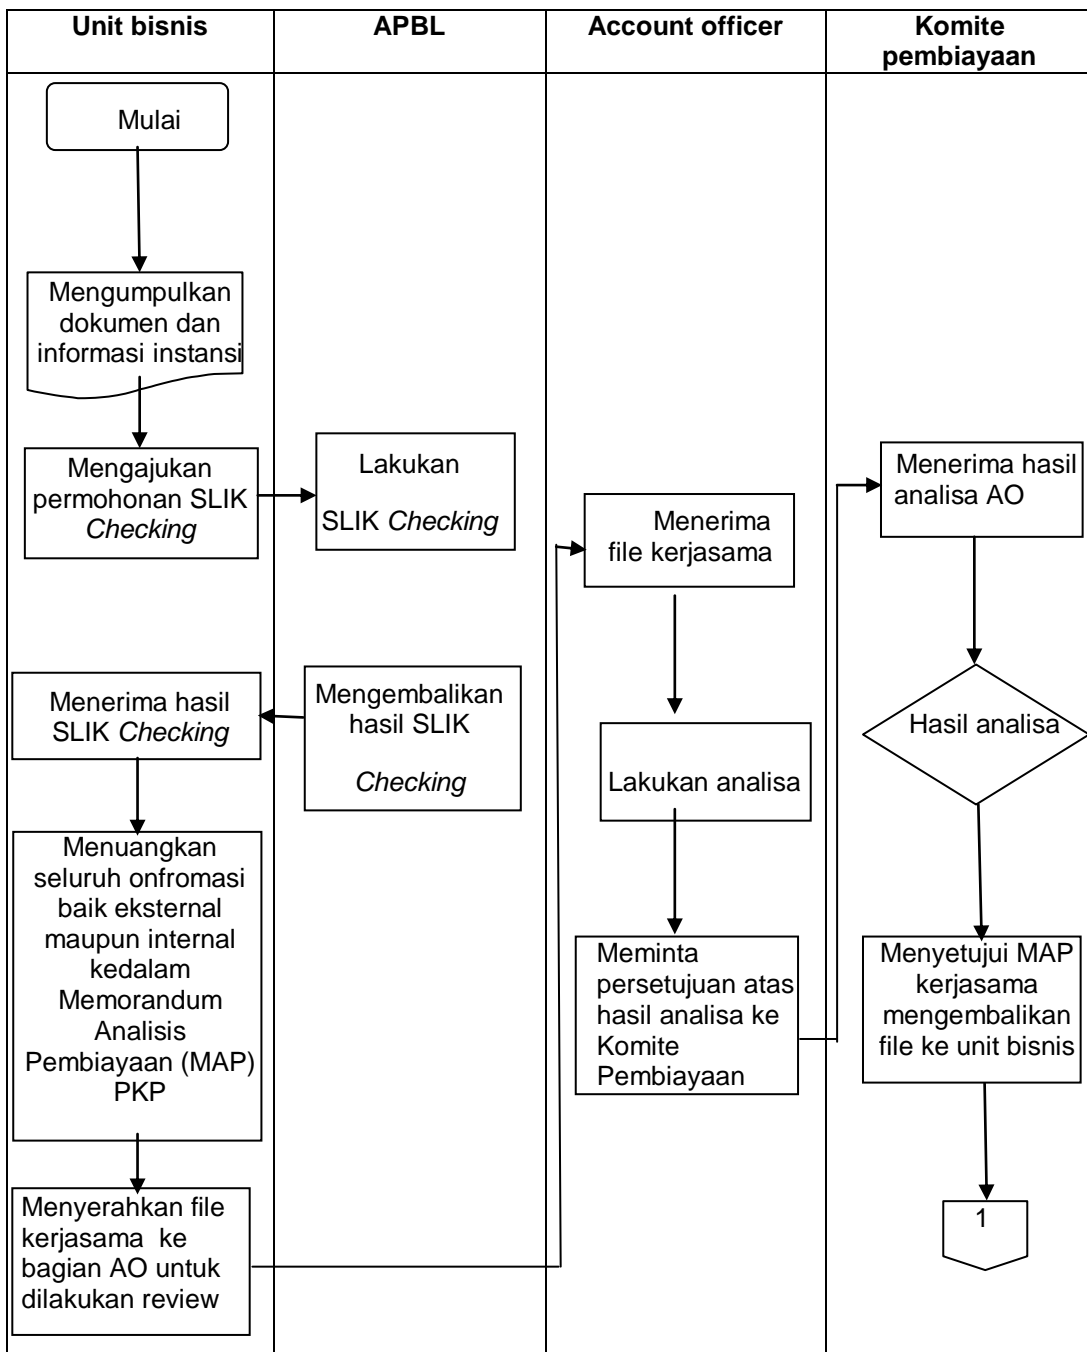 Unit bisnis
APBL
Account officer
Komite
pembiayaan
Mulai
Mengumpulkan
dokumen dan
informasi instansi
Mengajukan
permohonan SLIK
Checking
Menerima hasil
SLIK Checking
Menuangkan
seluruh onfromasi
baik eksternal
maupun internal
kedalam
Memorandum
Analisis
Pembiayaan (MAP)
PKP
Menyerahkan file
kerjasama ke
bagian AO untuk
dilakukan review
Lakukan
SLIK Checking
Mengembalikan
hasil SLIK
Checking
Menerima
file kerjasama
Lakukan analisa
Meminta
persetujuan atas
hasil analisa ke
Komite
Pembiayaan
Menerima hasil
analisa AO
Hasil analisa
Menyetujui MAP
kerjasama
mengembalikan
file ke unit bisnis
1